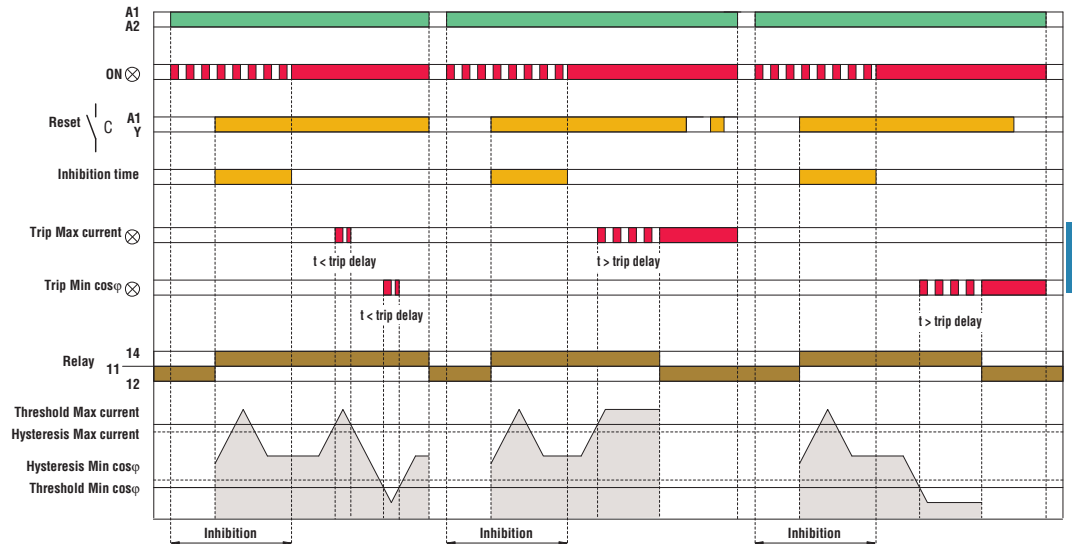 A1
A2
ON
Reset C A1
Y
Inhibition time
Trip Max current
t < trip delay
t > trip delay
Trip Min cosφ
t < trip delay
t > trip delay
Relay 14
11
12
Threshold Max current
Hysteresis Max current
Hysteresis Min cosφ
Threshold Min cosφ
Inhibition Inhibition Inhibition